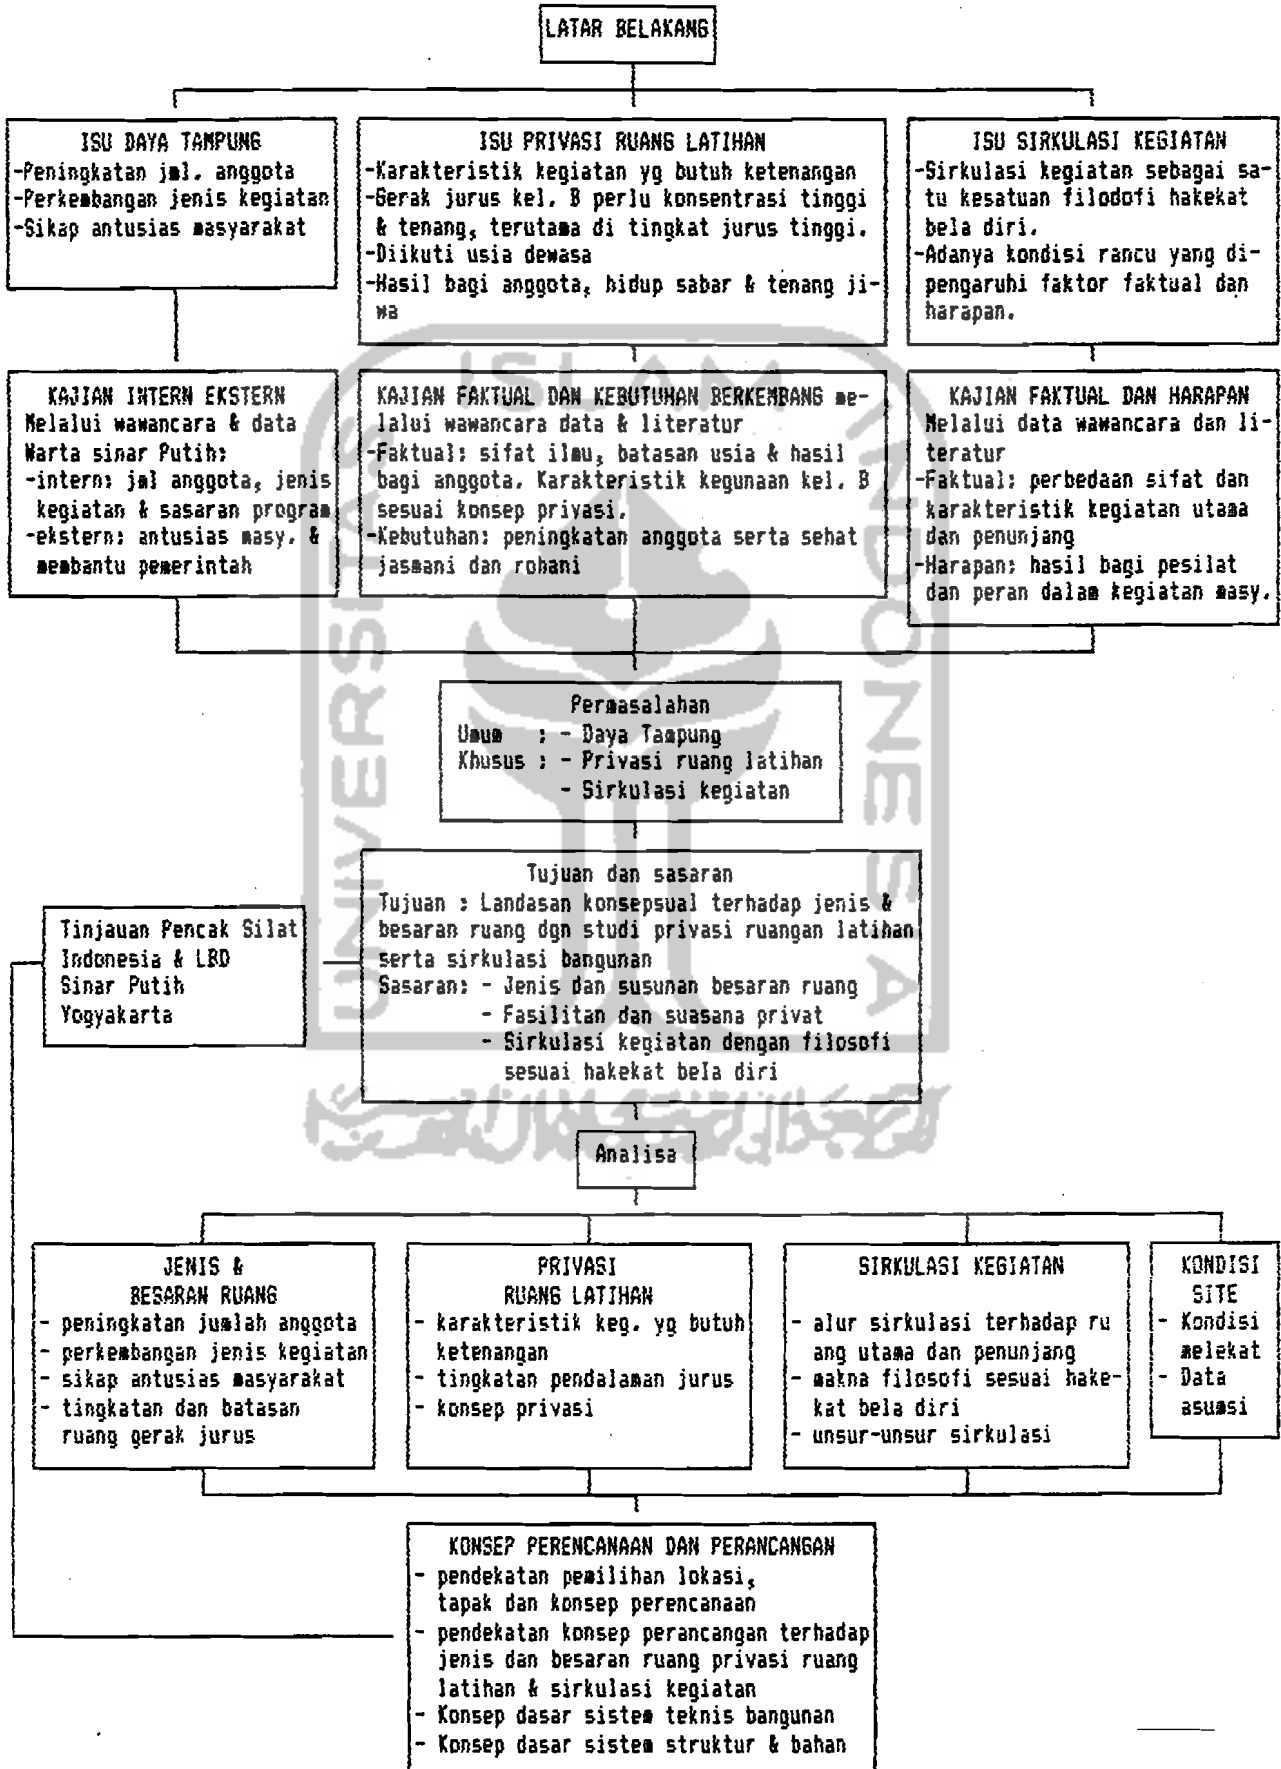 LATAR BELAKANG
ISU DAYA TAMPUNG
-Peningkatan jml. anggota
-Perkembangan jenis kegiatan
-Sikap antusias masyarakat
ISU PRIVASI RUANG LATIHAN
-Karakteristik kegiatan yg butuh ketenangan
-Gerak jurus kel. B perlu konsentrasi tinggi
& tenang, terutama di tingkat jurus tinggi.
-Diikuti usia dewasa
-Hasil bagi anggota, hidup sabar & tenang ji-
wa
ISU SIRKULASI KEGIATAN
-Sirkulasi kegiatan sebagai sa-
tu kesatuan filodofi hakekat
bela diri.
-Adanya kondisi rancu yang di-
pengaruhi faktor faktual dan
harapan.
KAJIAN INTERN EKSTERN
Melalui wawancara & data
Warta sinar Putih:
-intern: jml anggota, jenis
kegiatan & sasaran program
-ekstern: antusias masy. &
membantu pemerintah
KAJIAN FAKTUAL DAN KEBUTUHAN BERKEMBANG me-
lalui wawancara data & literatur
-Faktual: sifat ilmu, batasan usia & hasil
bagi anggota. Karakteristik kegunaan kel. B
sesuai konsep privasi.
-Kebutuhan: peningkatan anggota serta sehat
jasmani dan rohani
KAJIAN FAKTUAL DAN HARAPAN
Melalui data wawancara dan li-
teratur
-Faktual: perbedaan sifat dan
karakteristik kegiatan utama
dan penunjang
-Harapan: hasil bagi pesilat
dan peran dalam kegiatan masy.
Permasalahan
Umum : - Daya Tampung
Khusus : - Privasi ruang latihan
- Sirkulasi kegiatan
Tinjauan Pencak Silat
Indonesia & LBD
Sinar Putih
Yogyakarta
Tujuan dan sasaran
Tujuan : Landasan konsepsual terhadap jenis &
besaran ruang dgn studi privasi ruangan latihan
serta sirkulasi bangunan
Sasaran: - Jenis dan susunan besaran ruang
- Fasilitan dan suasana privat
- Sirkulasi kegiatan dengan filosofi
sesuai hakekat bela diri
Analisa
JENIS &
BESARAN RUANG
- peningkatan jumlah anggota
- perkembangan jenis kegiatan
- sikap antusias masyarakat
- tingkatan dan batasan
ruang gerak jurus
PRIVASI
RUANG LATIHAN
- karakteristik keg. yg butuh
ketenangan
- tingkatan pendalaman jurus
- konsep privasi
SIRKULASI KEGIATAN
- alur sirkulasi terhadap ru
ang utama dan penunjang
- makna filosofi sesuai hake-
kat bela diri
- unsur-unsur sirkulasi
KONDISI
SITE
- Kondisi
melekat
- Data
asumsi
KONSEP PERENCANAAN DAN PERANCANGAN
- pendekatan pemilihan lokasi,
tapak dan konsep perencanaan
- pendekatan konsep perancangan terhadap
jenis dan besaran ruang privasi ruang
latihan & sirkulasi kegiatan
- Konsep dasar sistem teknis bangunan
- Konsep dasar sistem struktur & bahan
UNIVERSITAS
ISLAM
INDONESIA